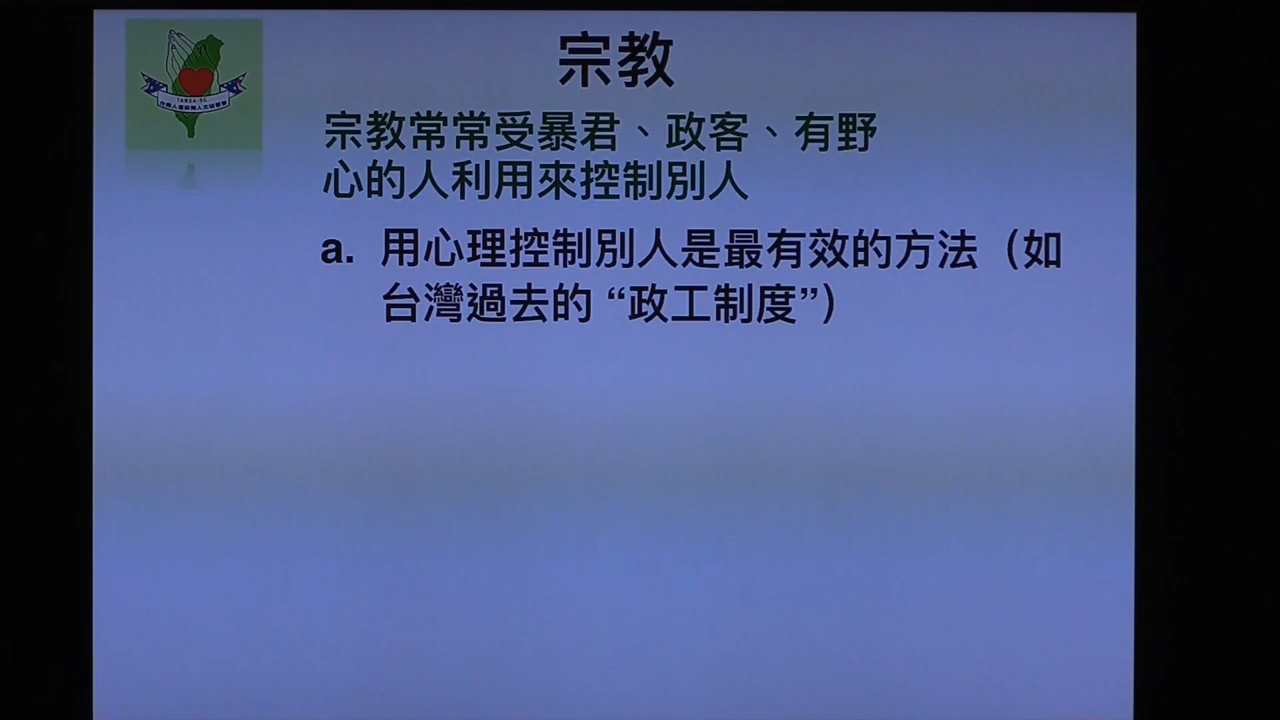 宗教
宗教常常受暴君、政客、有野
心的人利用來控制別人
a. 用心理控制別人是最有效的方法（如
台灣過去的 “政工制度”）